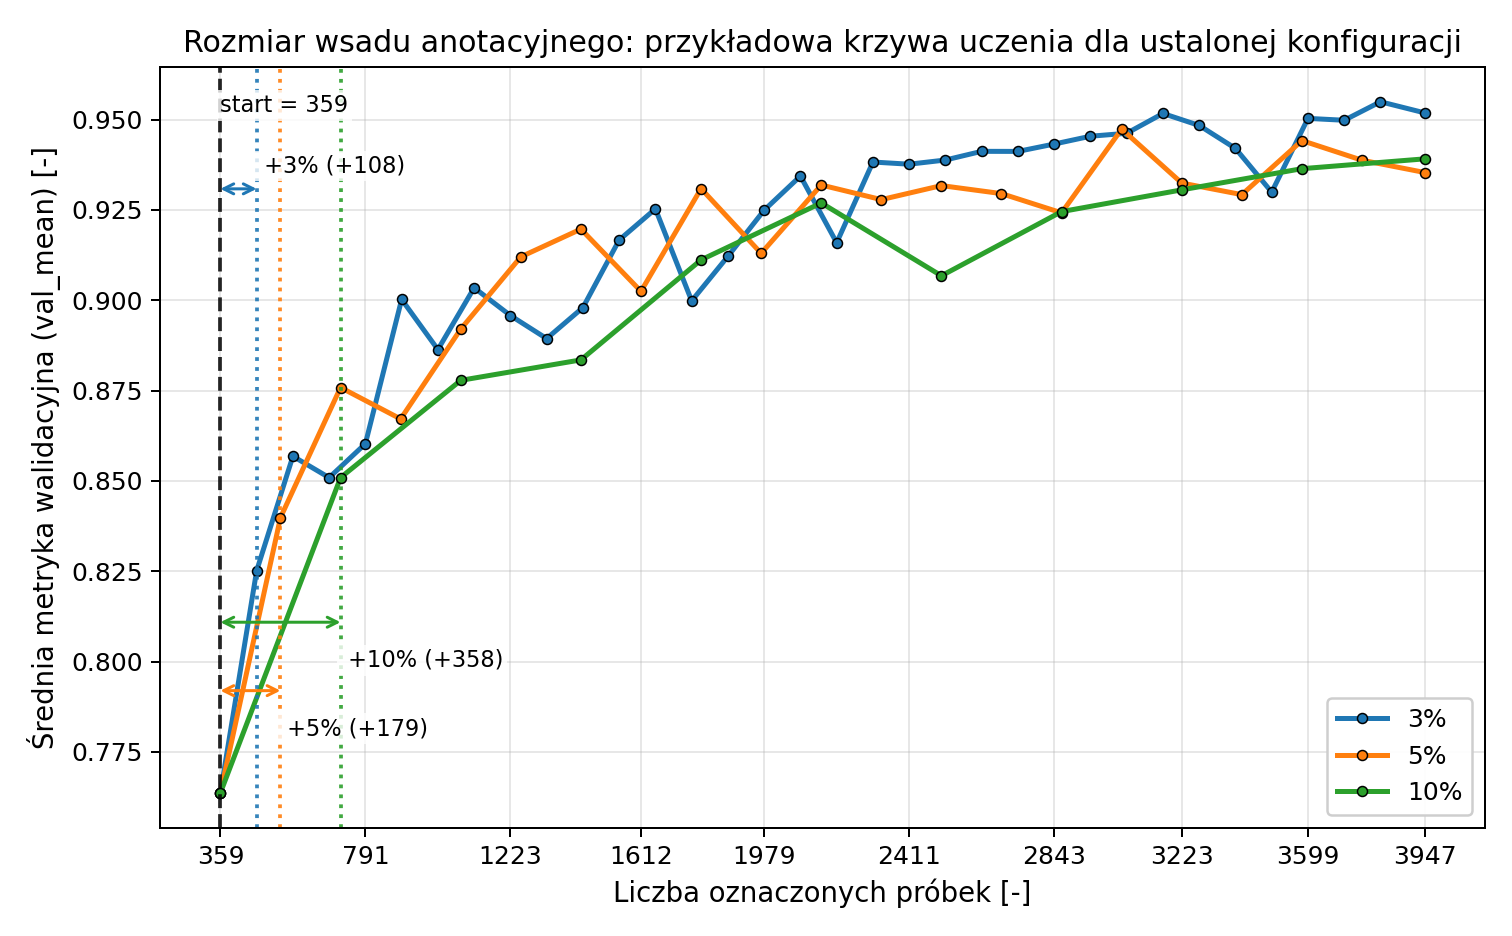 Rozmiar wsadu anotacyjnego: przykładowa krzywa uczenia dla ustalonej konfiguracji
Średnia metryka walidacyjna (val_mean) [-]
0.950
0.925
0.900
0.875
0.850
0.825
0.800
0.775
start = 359
+3% (+108)
+10% (+358)
+5% (+179)
3%
5%
10%
359 791 1223 1612 1979 2411 2843 3223 3599 3947
Liczba oznaczonych próbek [-]